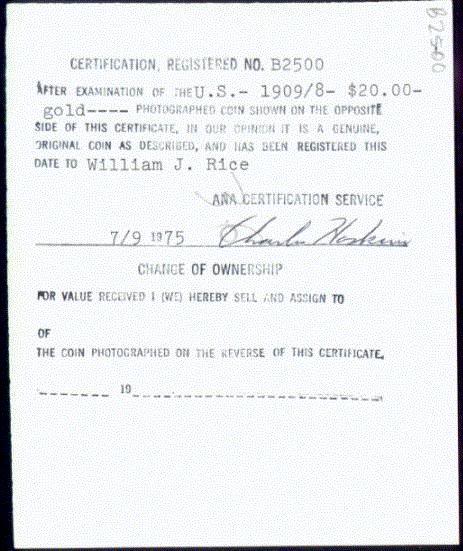 B2500
CERTIFICATION, REGISTERED NO. B2500
AFTER EXAMINATION OF THE U.S.- 1909/8- $20.00-
gold---- PHOTOGRAPHED COIN SHOWN ON THE OPPOSITE
SIDE OF THIS CERTIFICATE, IN OUR OPINION IT IS A GENUINE,
ORIGINAL COIN AS DESCRIBED, AND HAS BEEN REGISTERED THIS
DATE TO William J. Rice
ANA CERTIFICATION SERVICE
7/9 1975 Charles Hoskins
CHANGE OF OWNERSHIP
FOR VALUE RECEIVED I (WE) HEREBY SELL AND ASSIGN TO
OF
THE COIN PHOTOGRAPHED ON THE REVERSE OF THIS CERTIFICATE.
19